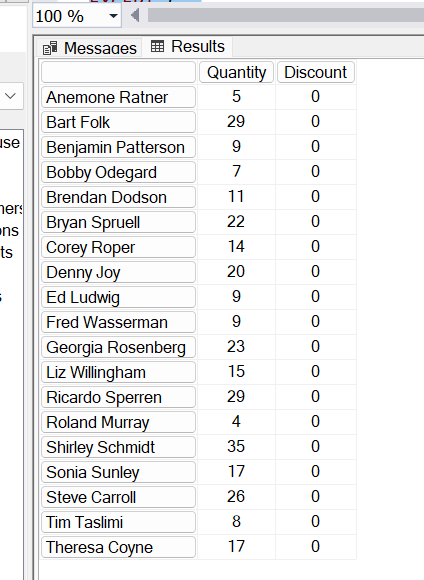 100 %
Messages Results
Quantity Discount
Anemone Ratner 5 0
Bart Folk 29 0
use
Benjamin Patterson 9 0
Bobby Odegard 7 0
Brendan Dodson 11 0
mers
Bryan Spruell 22 0
ons
Corey Roper 14 0
ts
Denny Joy 20 0
Ed Ludwig 9 0
Fred Wasserman 9 0
Georgia Rosenberg 23 0
Liz Willingham 15 0
Ricardo Sperren 29 0
Roland Murray 4 0
Shirley Schmidt 35 0
Sonia Sunley 17 0
Steve Carroll 26 0
Tim Taslimi 8 0
Theresa Coyne 17 0